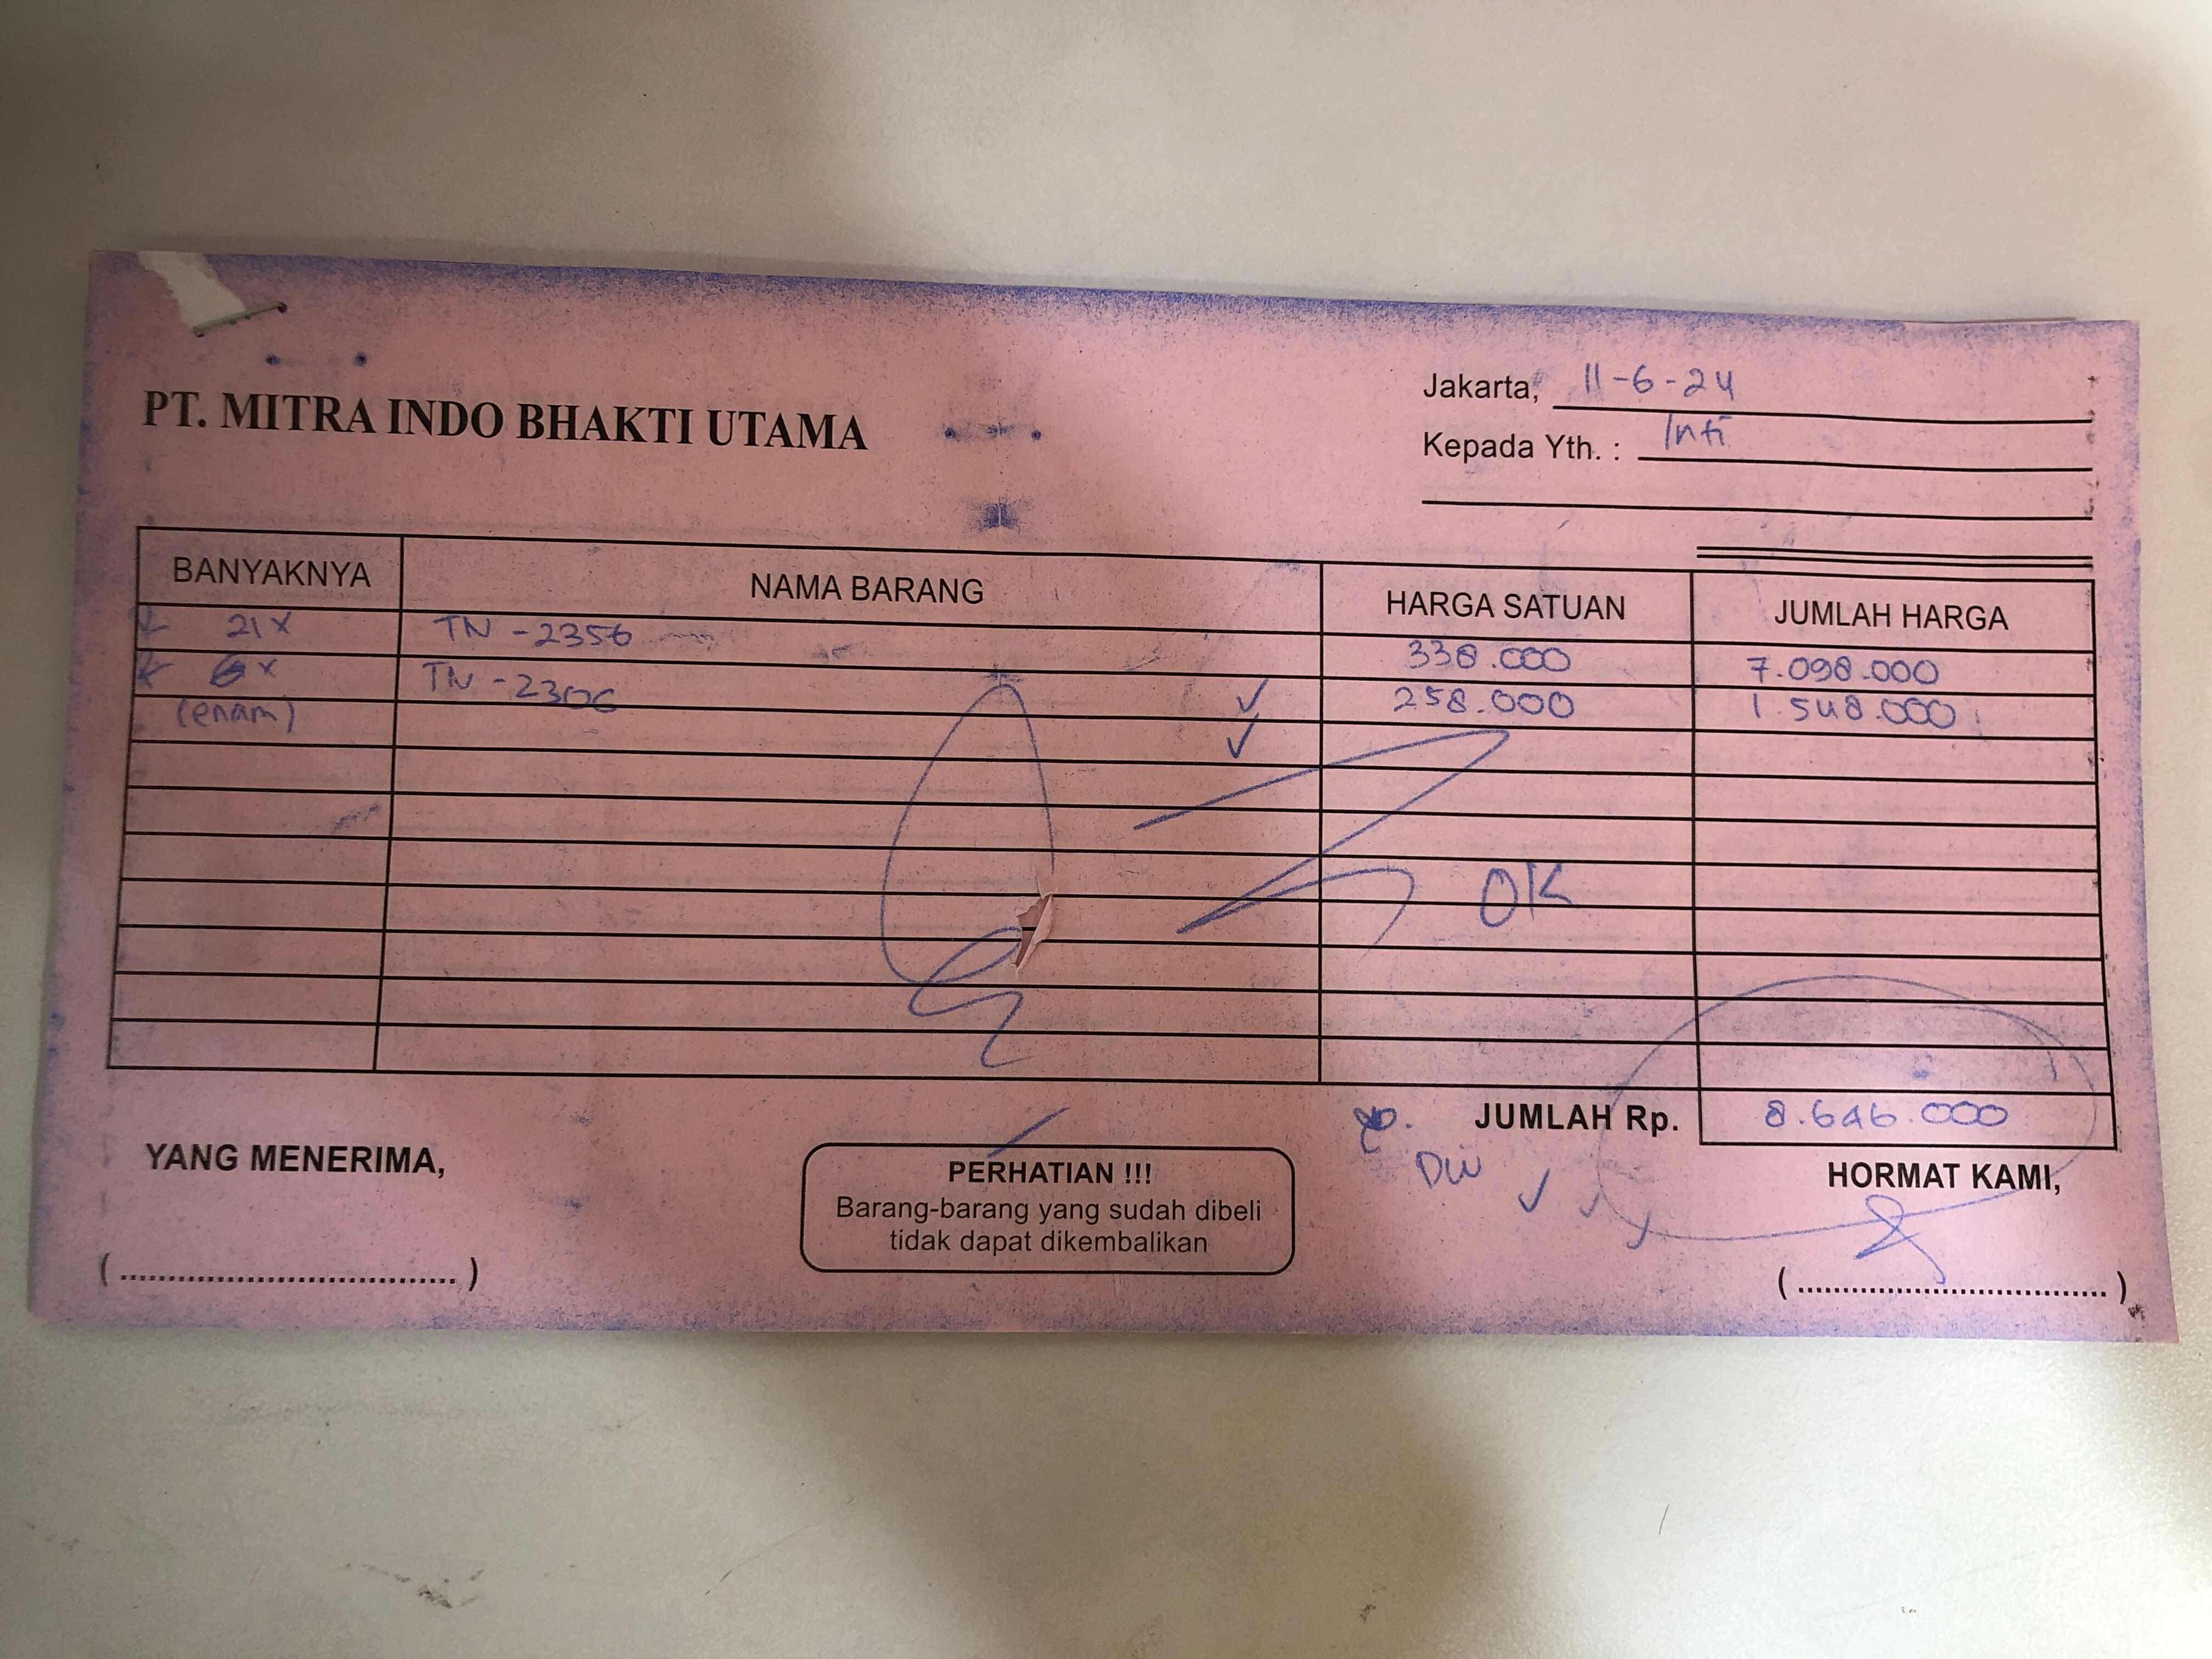 PT. MITRA INDO BHAKTI UTAMA
Jakarta, 11-6-24
Kepada Yth. : Inti
BANYAKNYA NAMA BARANG HARGA SATUAN JUMLAH HARGA
21x TN-2356 338.000 7.098.000
6x TN-2306 258.000 1.548.000
(enam)
OK
JUMLAH Rp. 8.646.000
YANG MENERIMA,
PERHATIAN !!!
Barang-barang yang sudah dibeli
tidak dapat dikembalikan
HORMAT KAMI,
(..................................)
(..................................)